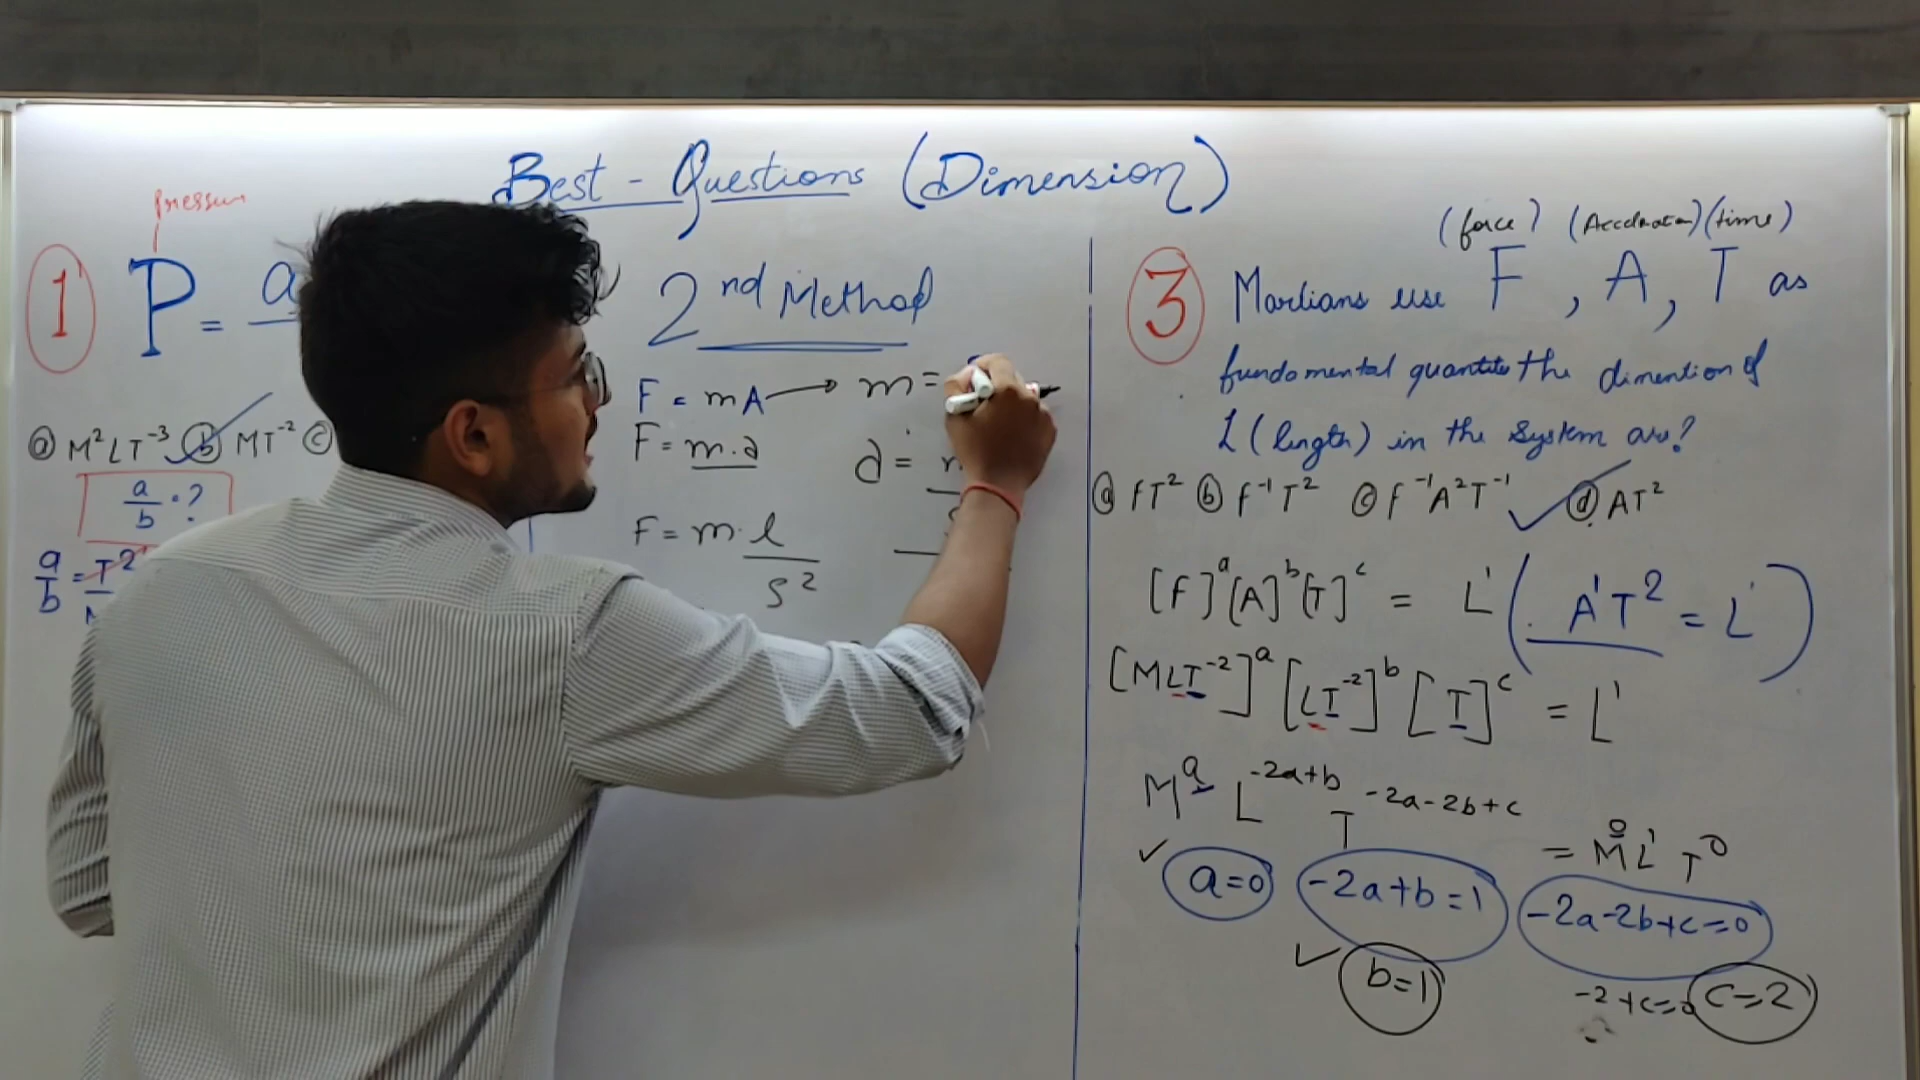 Best - Questions (Dimension)
Pressure
1 P = a
ⓐ M²LT⁻³ ⓑ MT⁻² ⓒ
a/b = ?
a/b = T²
2nd Method
F = mA → m =
F = m.a
d =
F = m. l/s²
(force) (Acceleration) (time)
3 Martians use F, A, T as
fundamental quantites the dimention of
L (length) in the System are?
ⓐ FT² ⓑ F⁻¹T² ⓒ F⁻¹A²T⁻¹ ⓓ AT²
[F]ᵃ[A]ᵇ[T]ᶜ = L¹ (A¹T² = L¹)
[MLT⁻²]ᵃ [LT⁻²]ᵇ [T]ᶜ = L¹
Mᵃ L⁻²ᵃ⁺ᵇ T⁻²ᵃ⁻²ᵇ⁺ᶜ
= M⁰L¹T⁰
a=0 -2a+b=1 -2a-2b+c=0
b=1 -2+c=0 c=2